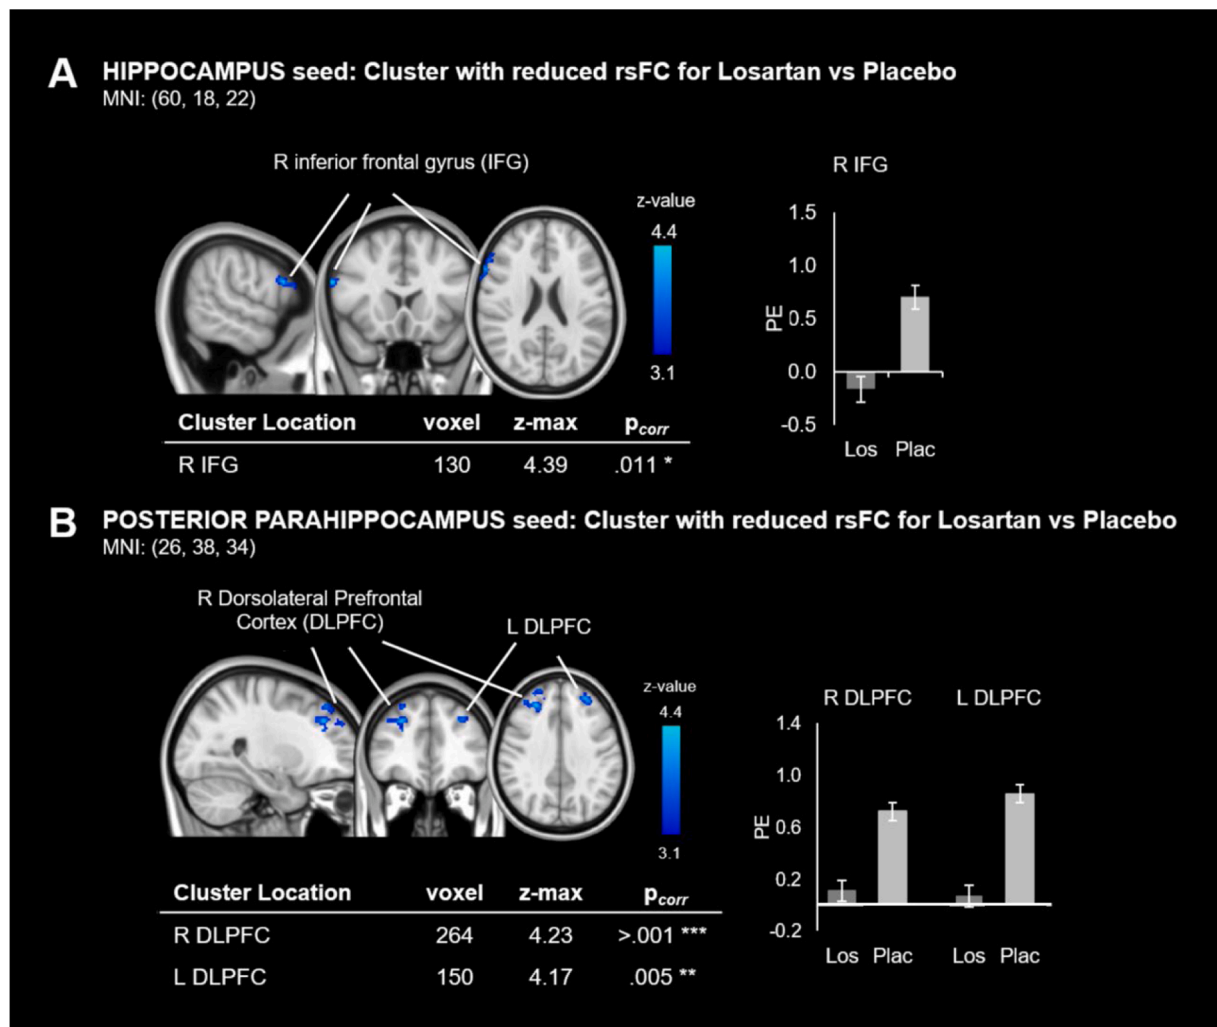 A HIPPOCAMPUS seed: Cluster with reduced rsFC for Losartan vs Placebo
MNI: (60, 18, 22)
R inferior frontal gyrus (IFG)
z-value
4.4
3.1
R IFG
1.5
1.0
0.5
0.0
-0.5
PE
Los Plac
Cluster Location voxel z-max pcorr
R IFG 130 4.39 .011 *
B POSTERIOR PARAHIPPOCAMPUS seed: Cluster with reduced rsFC for Losartan vs Placebo
MNI: (26, 38, 34)
R Dorsolateral Prefrontal
Cortex (DLPFC)
L DLPFC
z-value
4.4
3.1
R DLPFC L DLPFC
1.4
1.0
0.6
0.2
-0.2
PE
Los Plac Los Plac
Cluster Location voxel z-max pcorr
R DLPFC 264 4.23 >.001 ***
L DLPFC 150 4.17 .005 **